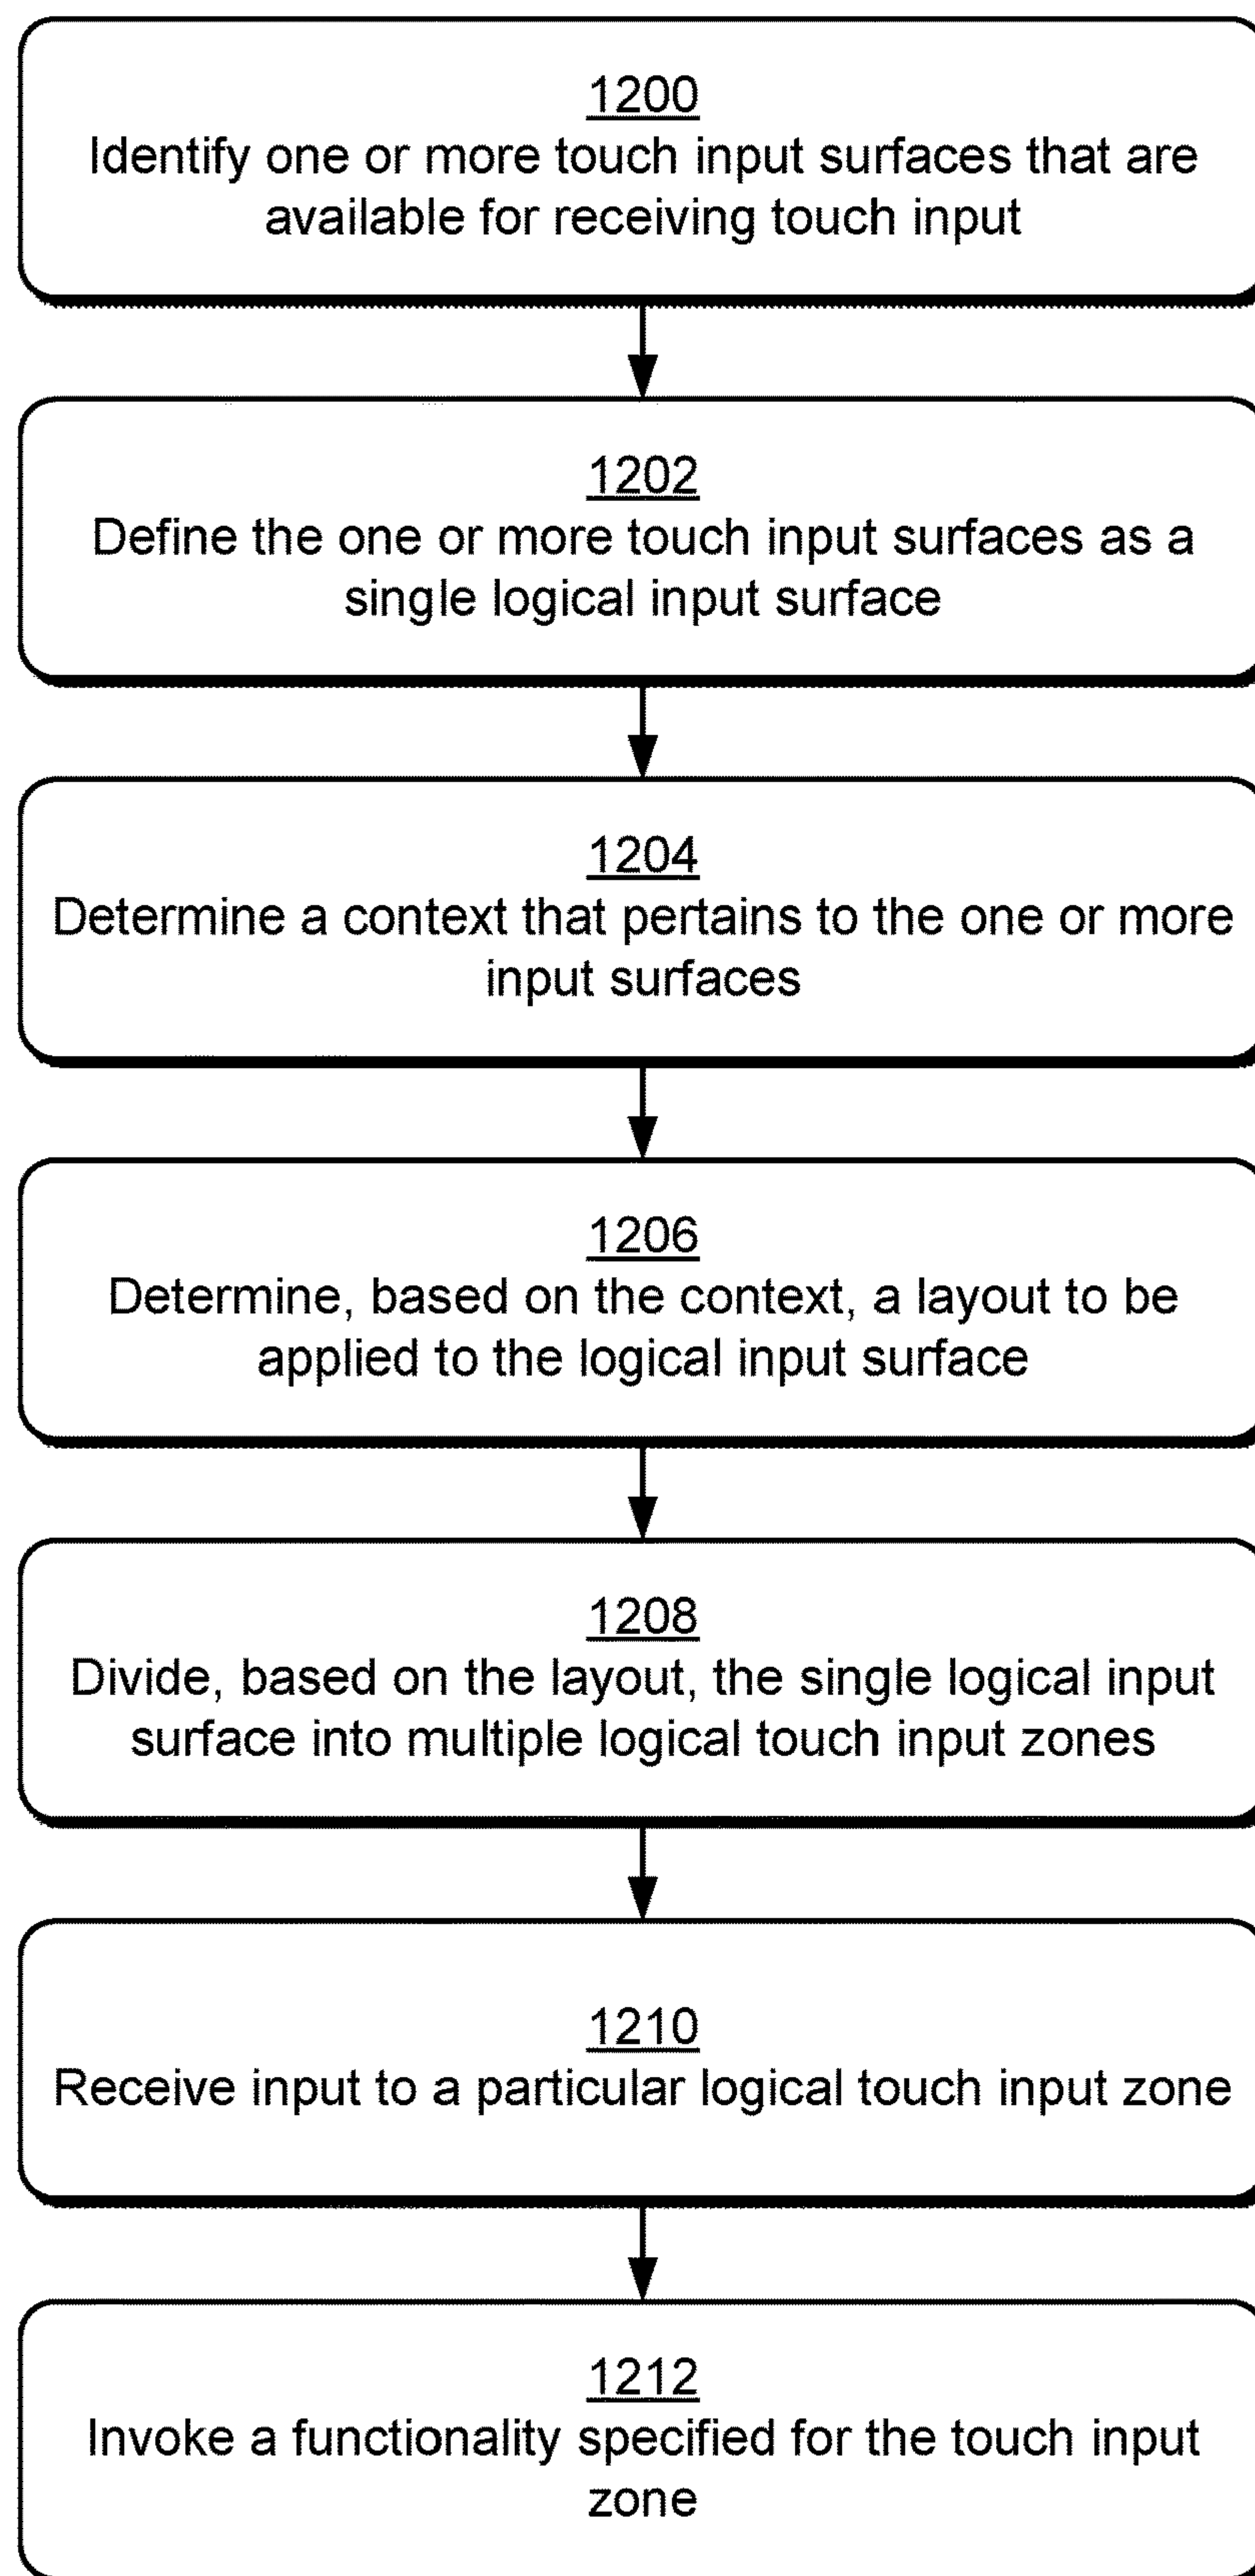 1200
Identify one or more touch input surfaces that are
available for receiving touch input
1202
Define the one or more touch input surfaces as a
single logical input surface
1204
Determine a context that pertains to the one or more
input surfaces
1206
Determine, based on the context, a layout to be
applied to the logical input surface
1208
Divide, based on the layout, the single logical input
surface into multiple logical touch input zones
1210
Receive input to a particular logical touch input zone
1212
Invoke a functionality specified for the touch input
zone